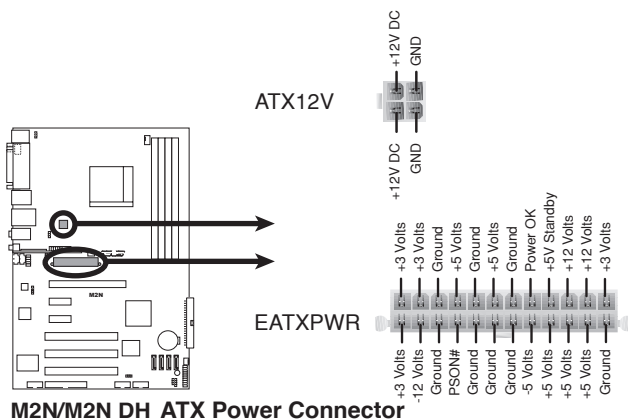 +12V DC
GND
ATX12V
+12V DC
GND
+3 Volts
+3 Volts
Ground
+5 Volts
Ground
+5 Volts
Ground
Power OK
+5V Standby
+12 Volts
+12 Volts
+3 Volts
EATXPWR
+3 Volts
-12 Volts
Ground
PSON#
Ground
Ground
Ground
-5 Volts
+5 Volts
+5 Volts
+5 Volts
Ground
M2N
M2N/M2N DH ATX Power Connector